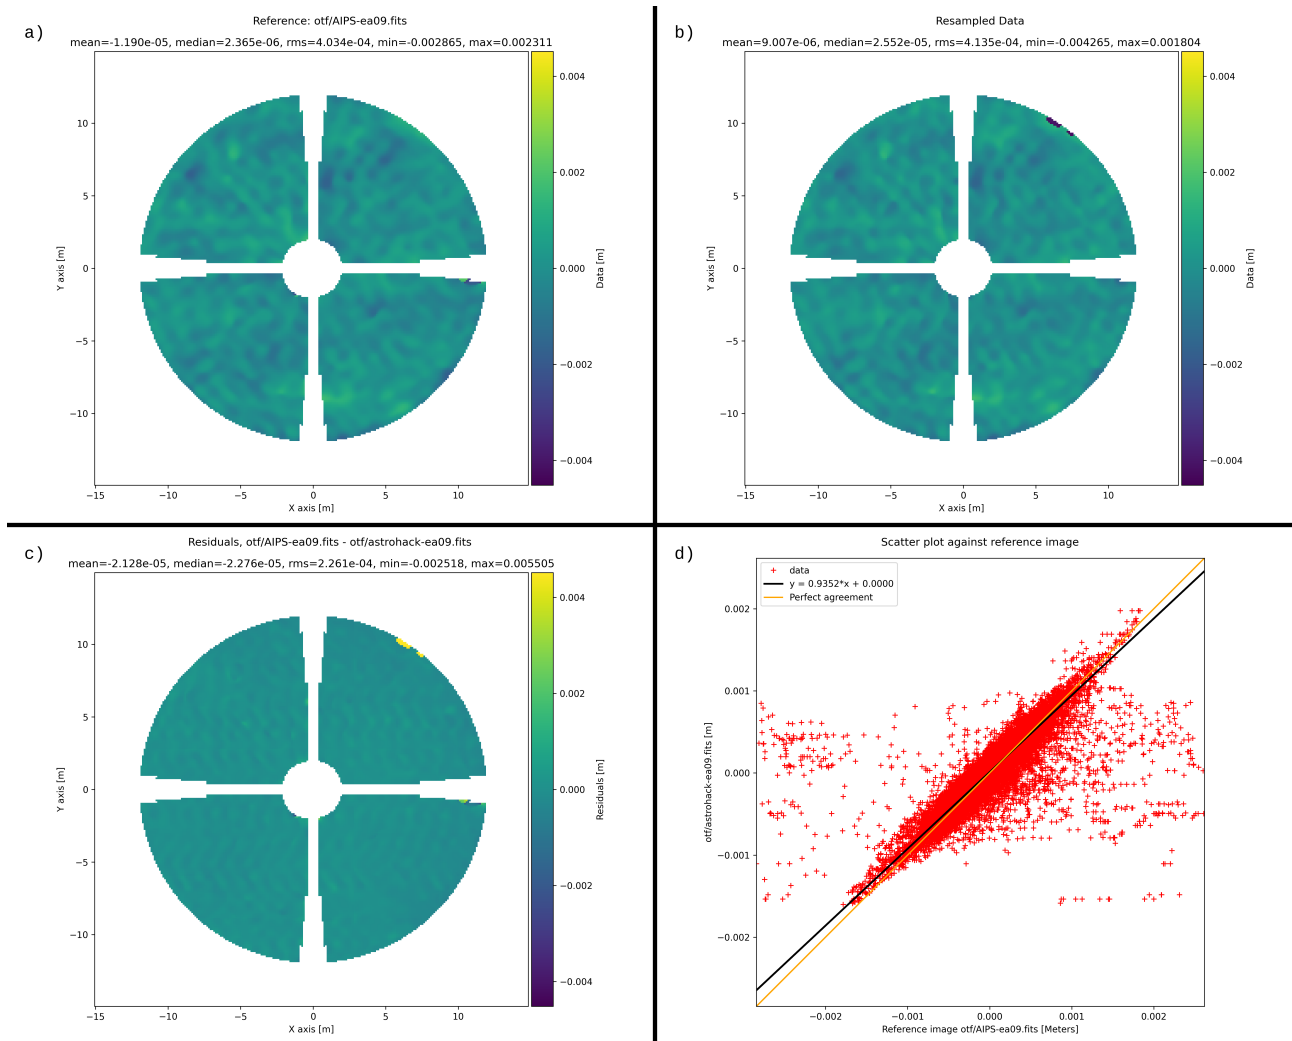 a)
Reference: otf/AIPS-ea09.fits
mean=-1.190e-05, median=2.365e-06, rms=4.034e-04, min=-0.002865, max=0.002311
10
5
0
−5
−10
Y axis [m]
−15
−10
−5
0
5
10
X axis [m]
0.004
0.002
0.000
−0.002
−0.004
Data [m]
b)
Resampled Data
mean=9.007e-06, median=2.552e-05, rms=4.135e-04, min=-0.004265, max=0.001804
10
5
0
−5
−10
Y axis [m]
−15
−10
−5
0
5
10
X axis [m]
0.004
0.002
0.000
−0.002
−0.004
Data [m]
c)
Residuals, otf/AIPS-ea09.fits - otf/astrohack-ea09.fits
mean=-2.128e-05, median=-2.276e-05, rms=2.261e-04, min=-0.002518, max=0.005505
10
5
0
−5
−10
Y axis [m]
−15
−10
−5
0
5
10
X axis [m]
0.004
0.002
0.000
−0.002
−0.004
Residuals [m]
d)
Scatter plot against reference image
data
y = 0.9352*x + 0.0000
Perfect agreement
0.002
0.001
0.000
−0.001
−0.002
otf/astrohack-ea09.fits [m]
−0.002
−0.001
0.000
0.001
0.002
Reference image otf/AIPS-ea09.fits [Meters]